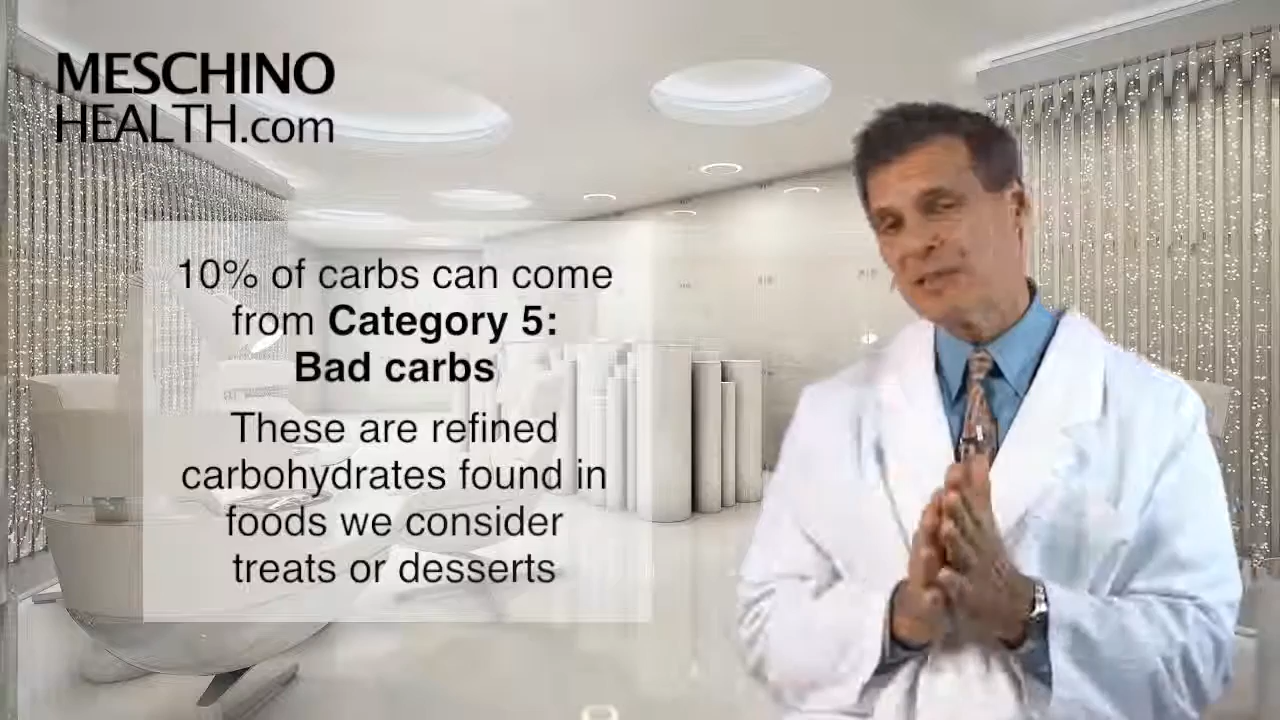 MESCHINO
HEALTH.com
10% of carbs can come
from Category 5:
Bad carbs
These are refined
carbohydrates found in
foods we consider
treats or desserts